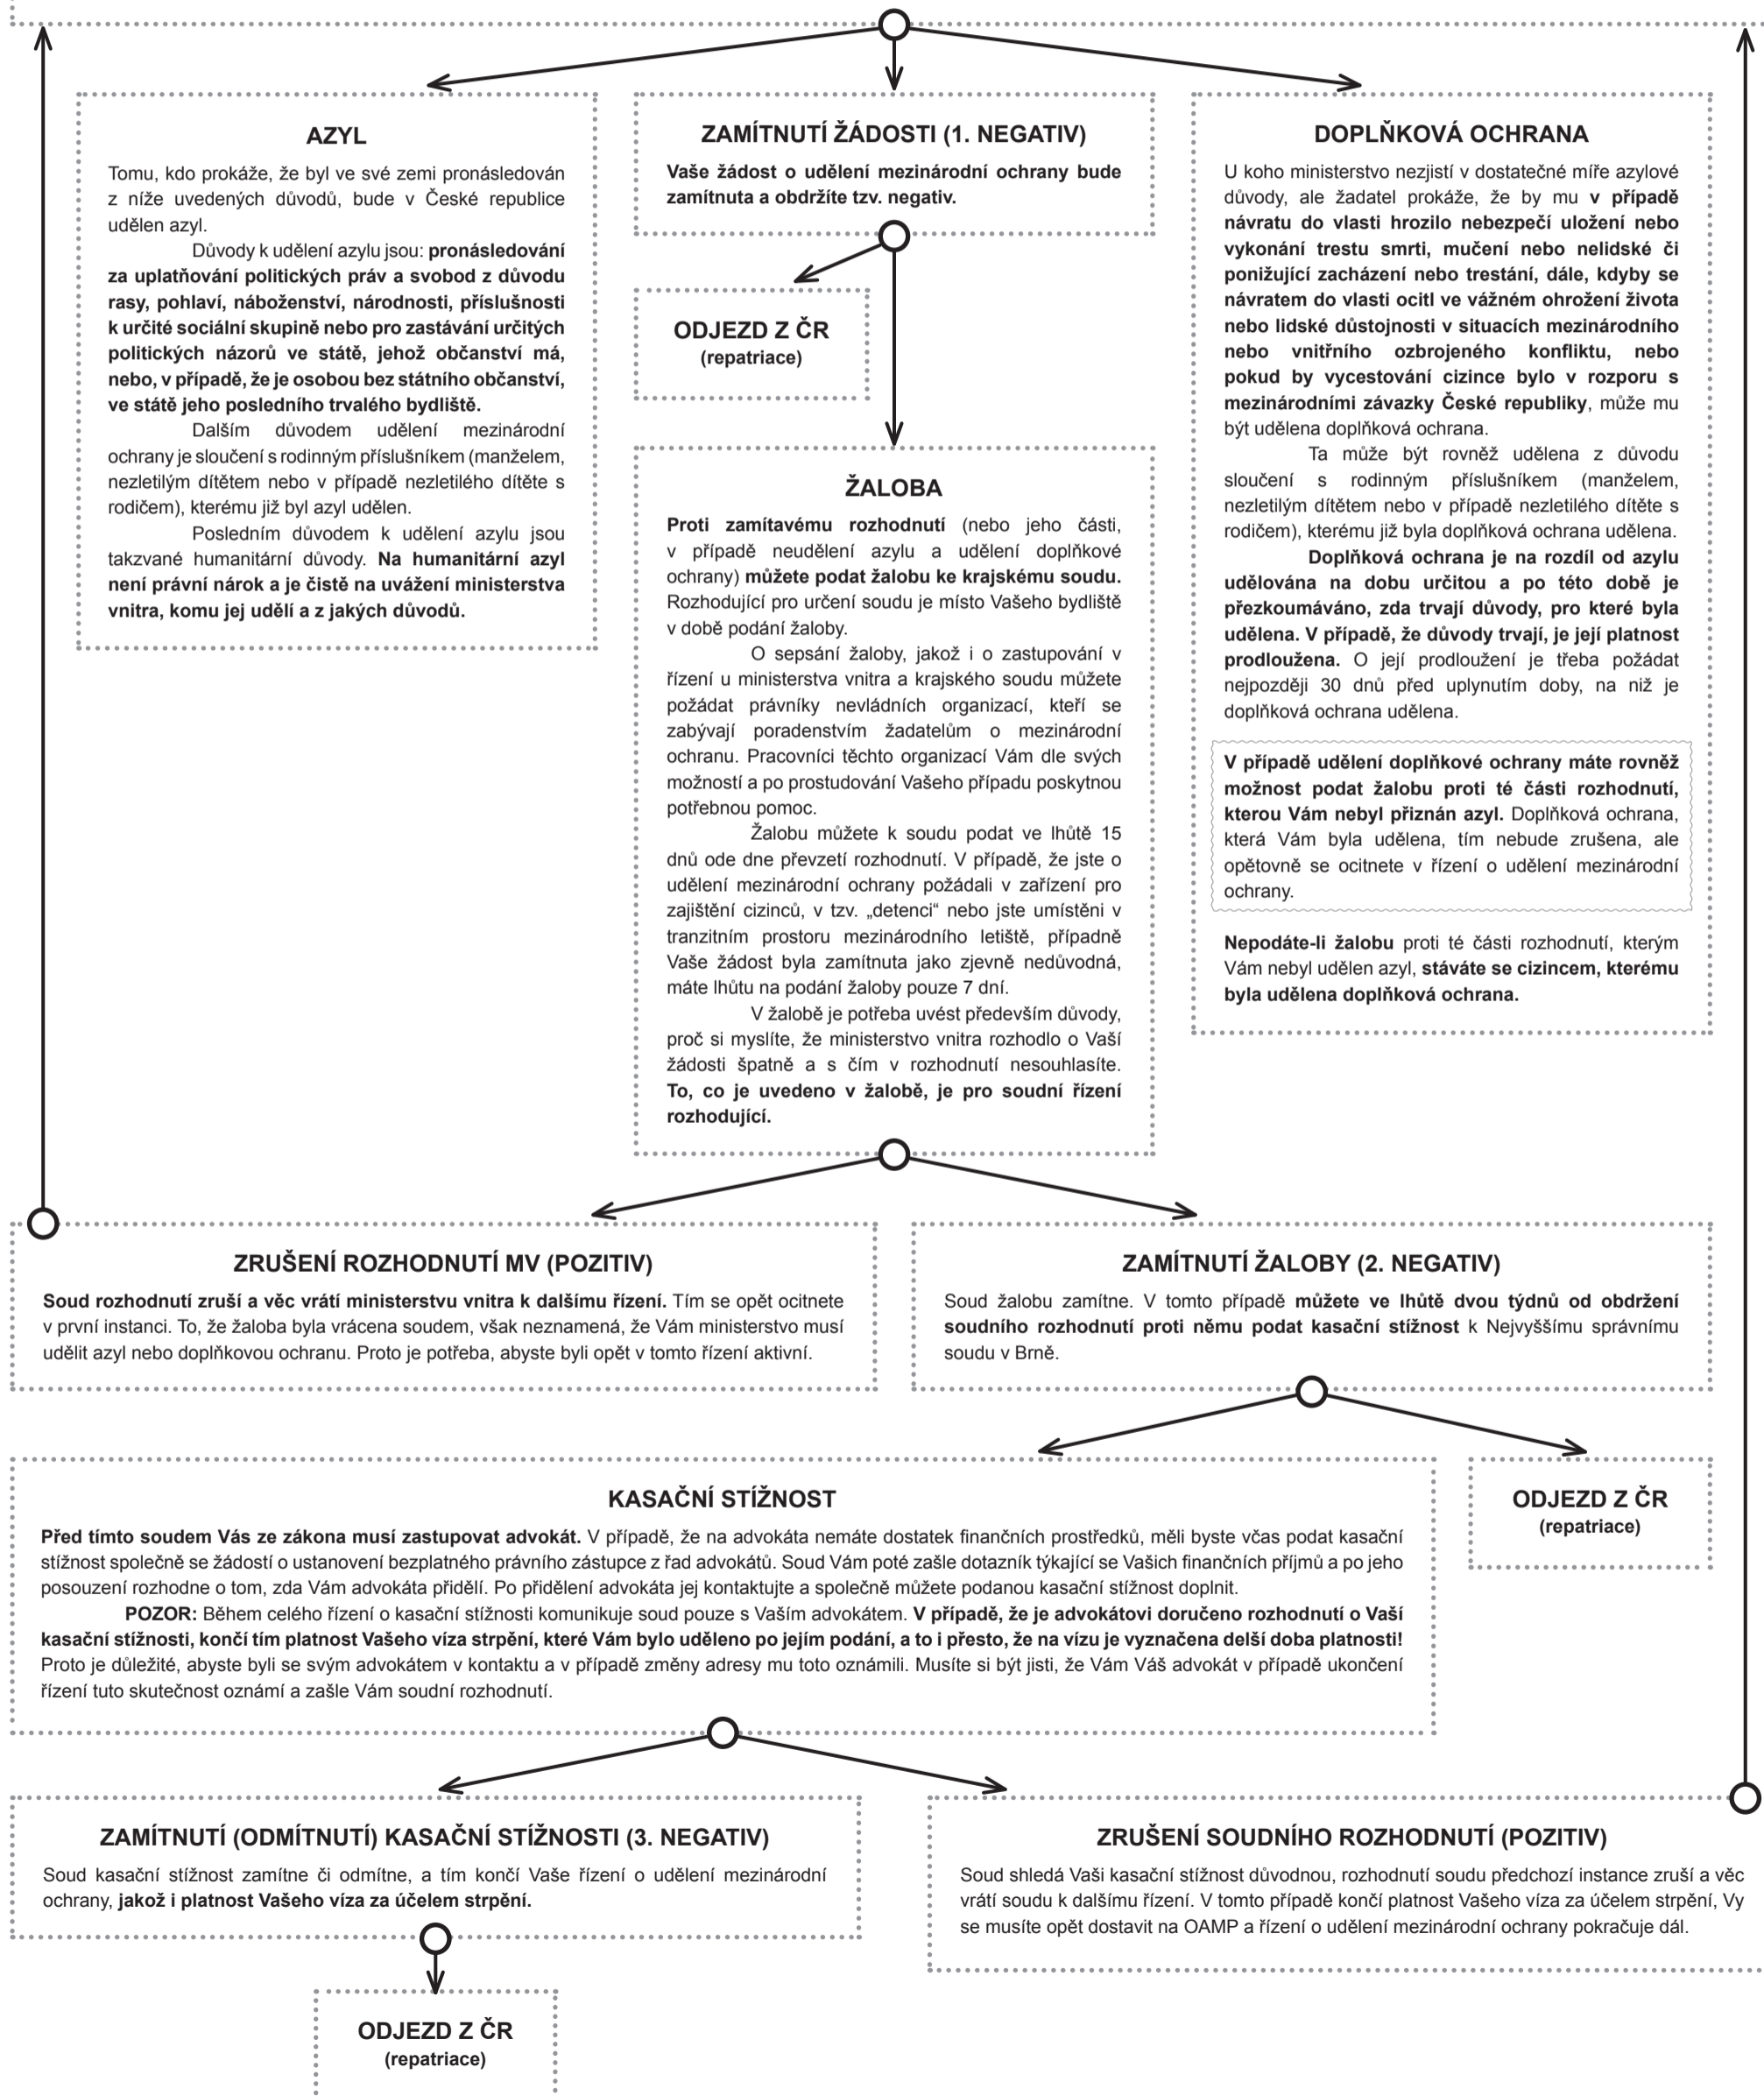 AZYL
Tomu, kdo prokáže, že byl ve své zemi pronásledován
z níže uvedených důvodů, bude v České republice
udělen azyl.
Důvody k udělení azylu jsou: pronásledování
za uplatňování politických práv a svobod z důvodu
rasy, pohlaví, náboženství, národnosti, příslušnosti
k určité sociální skupině nebo pro zastávání určitých
politických názorů ve státě, jehož občanství má,
nebo, v případě, že je osobou bez státního občanství,
ve státě jeho posledního trvalého bydliště.
Dalším důvodem udělení mezinárodní
ochrany je sloučení s rodinným příslušníkem (manželem,
nezletilým dítětem nebo v případě nezletilého dítěte s
rodičem), kterému již byl azyl udělen.
Posledním důvodem k udělení azylu jsou
takzvané humanitární důvody. Na humanitární azyl
není právní nárok a je čistě na uvážení ministerstva
vnitra, komu jej udělí a z jakých důvodů.
ZAMÍTNUTÍ ŽÁDOSTI (1. NEGATIV)
Vaše žádost o udělení mezinárodní ochrany bude
zamítnuta a obdržíte tzv. negativ.
ODJEZD Z ČR
(repatriace)
ŽALOBA
Proti zamítavému rozhodnutí (nebo jeho části,
v případě neudělení azylu a udělení doplňkové
ochrany) můžete podat žalobu ke krajskému soudu.
Rozhodující pro určení soudu je místo Vašeho bydliště
v době podání žaloby.
O sepsání žaloby, jakož i o zastupování v
řízení u ministerstva vnitra a krajského soudu můžete
požádat právníky nevládních organizací, kteří se
zabývají poradenstvím žadatelům o mezinárodní
ochranu. Pracovníci těchto organizací Vám dle svých
možností a po prostudování Vašeho případu poskytnou
potřebnou pomoc.
Žalobu můžete k soudu podat ve lhůtě 15
dnů ode dne převzetí rozhodnutí. V případě, že jste o
udělení mezinárodní ochrany požádali v zařízení pro
zajištění cizinců, v tzv. „detenci“ nebo jste umístěni v
tranzitním prostoru mezinárodního letiště, případně
Vaše žádost byla zamítnuta jako zjevně nedůvodná,
máte lhůtu na podání žaloby pouze 7 dní.
V žalobě je potřeba uvést především důvody,
proč si myslíte, že ministerstvo vnitra rozhodlo o Vaší
žádosti špatně a s čím v rozhodnutí nesouhlasíte.
To, co je uvedeno v žalobě, je pro soudní řízení
rozhodující.
DOPLŇKOVÁ OCHRANA
U koho ministerstvo nezjistí v dostatečné míře azylové
důvody, ale žadatel prokáže, že by mu v případě
návratu do vlasti hrozilo nebezpečí uložení nebo
vykonání trestu smrti, mučení nebo nelidské či
ponižující zacházení nebo trestání, dále, kdyby se
návratem do vlasti ocitl ve vážném ohrožení života
nebo lidské důstojnosti v situacích mezinárodního
nebo vnitřního ozbrojeného konfliktu, nebo
pokud by vycestování cizince bylo v rozporu s
mezinárodními závazky České republiky, může mu
být udělena doplňková ochrana.
Ta může být rovněž udělena z důvodu
sloučení s rodinným příslušníkem (manželem,
nezletilým dítětem nebo v případě nezletilého dítěte s
rodičem), kterému již byla doplňková ochrana udělena.
Doplňková ochrana je na rozdíl od azylu
udělována na dobu určitou a po této době je
přezkoumáváno, zda trvají důvody, pro které byla
udělena. V případě, že důvody trvají, je její platnost
prodloužena. O její prodloužení je třeba požádat
nejpozději 30 dnů před uplynutím doby, na niž je
doplňková ochrana udělena.
V případě udělení doplňkové ochrany máte rovněž
možnost podat žalobu proti té části rozhodnutí,
kterou Vám nebyl přiznán azyl. Doplňková ochrana,
která Vám byla udělena, tím nebude zrušena, ale
opětovně se ocitnete v řízení o udělení mezinárodní
ochrany.
Nepodáte-li žalobu proti té části rozhodnutí, kterým
Vám nebyl udělen azyl, stáváte se cizincem, kterému
byla udělena doplňková ochrana.
ZRUŠENÍ ROZHODNUTÍ MV (POZITIV)
Soud rozhodnutí zruší a věc vrátí ministerstvu vnitra k dalšímu řízení. Tím se opět ocitnete
v první instanci. To, že žaloba byla vrácena soudem, však neznamená, že Vám ministerstvo musí
udělit azyl nebo doplňkovou ochranu. Proto je potřeba, abyste byli opět v tomto řízení aktivní.
ZAMÍTNUTÍ ŽALOBY (2. NEGATIV)
Soud žalobu zamítne. V tomto případě můžete ve lhůtě dvou týdnů od obdržení
soudního rozhodnutí proti němu podat kasační stížnost k Nejvyššímu správnímu
soudu v Brně.
KASAČNÍ STÍŽNOST
Před tímto soudem Vás ze zákona musí zastupovat advokát. V případě, že na advokáta nemáte dostatek finančních prostředků, měli byste včas podat kasační
stížnost společně se žádostí o ustanovení bezplatného právního zástupce z řad advokátů. Soud Vám poté zašle dotazník týkající se Vašich finančních příjmů a po jeho
posouzení rozhodne o tom, zda Vám advokáta přidělí. Po přidělení advokáta jej kontaktujte a společně můžete podanou kasační stížnost doplnit.
POZOR: Během celého řízení o kasační stížnosti komunikuje soud pouze s Vaším advokátem. V případě, že je advokátovi doručeno rozhodnutí o Vaší
kasační stížnosti, končí tím platnost Vašeho víza strpění, které Vám bylo uděleno po jejím podání, a to i přesto, že na vízu je vyznačena delší doba platnosti!
Proto je důležité, abyste byli se svým advokátem v kontaktu a v případě změny adresy mu toto oznámili. Musíte si být jisti, že Vám Váš advokát v případě ukončení
řízení tuto skutečnost oznámí a zašle Vám soudní rozhodnutí.
ODJEZD Z ČR
(repatriace)
ZAMÍTNUTÍ (ODMÍTNUTÍ) KASAČNÍ STÍŽNOSTI (3. NEGATIV)
Soud kasační stížnost zamítne či odmítne, a tím končí Vaše řízení o udělení mezinárodní
ochrany, jakož i platnost Vašeho víza za účelem strpění.
ZRUŠENÍ SOUDNÍHO ROZHODNUTÍ (POZITIV)
Soud shledá Vaši kasační stížnost důvodnou, rozhodnutí soudu předchozí instance zruší a věc
vrátí soudu k dalšímu řízení. V tomto případě končí platnost Vašeho víza za účelem strpění, Vy
se musíte opět dostavit na OAMP a řízení o udělení mezinárodní ochrany pokračuje dál.
ODJEZD Z ČR
(repatriace)